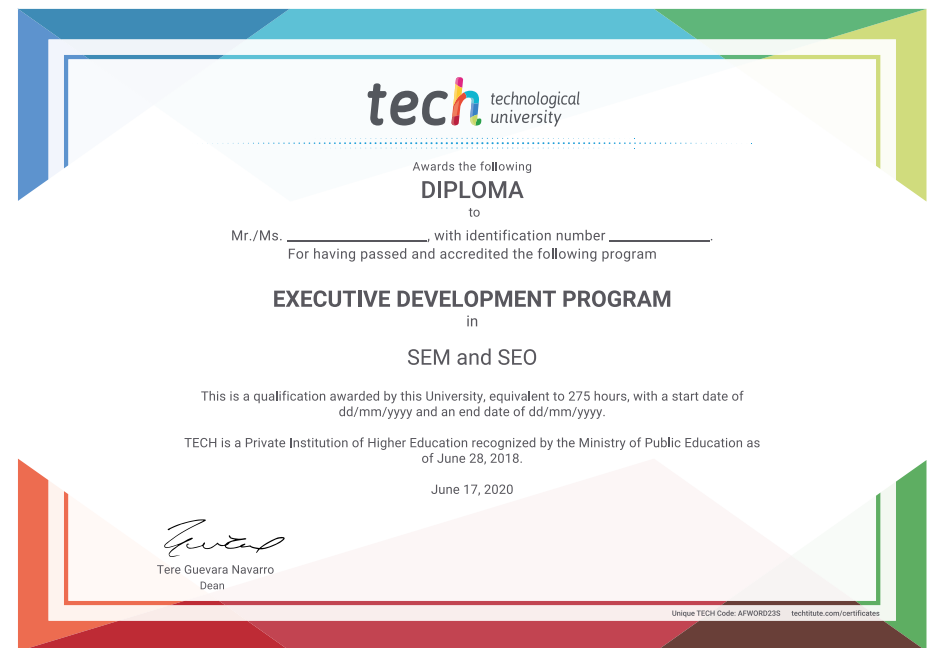 tech technological
university
Awards the following
DIPLOMA
to
Mr./Ms. ____________, with identification number ____________.
For having passed and accredited the following program
EXECUTIVE DEVELOPMENT PROGRAM
in
SEM and SEO
This is a qualification awarded by this University, equivalent to 275 hours, with a start date of
dd/mm/yyyy and an end date of dd/mm/yyyy.
TECH is a Private Institution of Higher Education recognized by the Ministry of Public Education as
of June 28, 2018.
June 17, 2020
Tere Guevara Navarro
Dean
Unique TECH Code: AFWORD23S techtitute.com/certificates